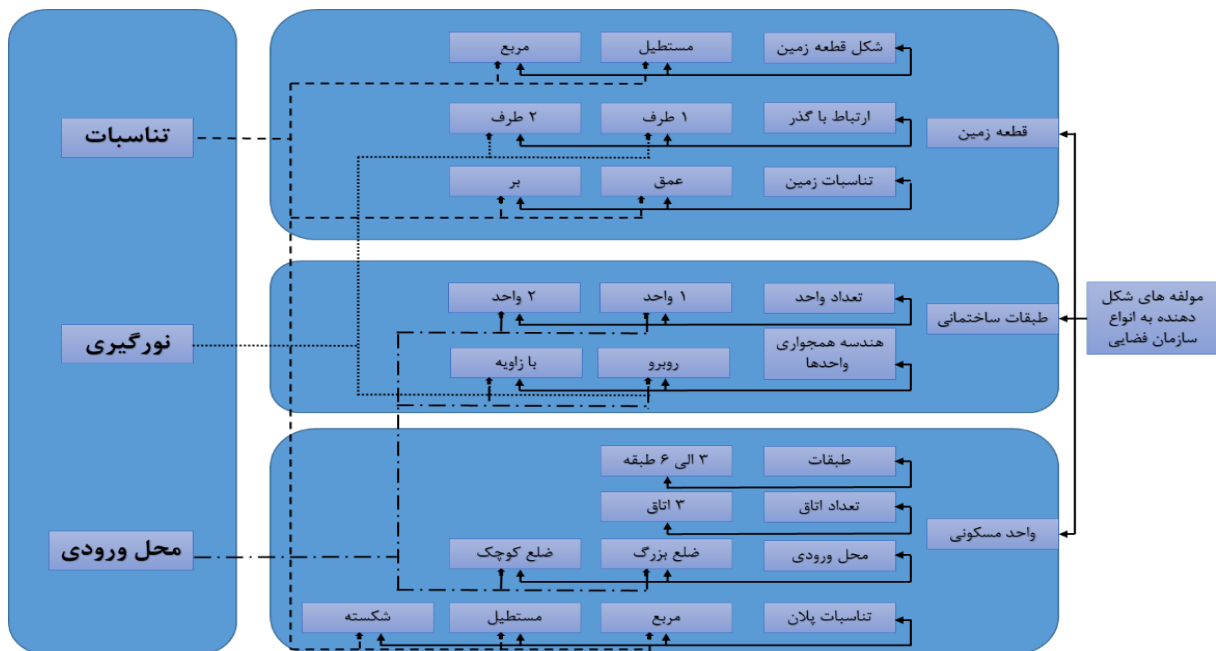 مولفه های شکل
دهنده به انواع
سازمان فضایی
قطعه زمین
شکل قطعه زمین
مستطیل
مربع
ارتباط با گذر
۱ طرف
۲ طرف
تناسبات زمین
عمق
بر
طبقات ساختمانی
تعداد واحد
۱ واحد
۲ واحد
هندسه همجواری
واحدها
روبرو
با زاویه
واحد مسکونی
طبقات
۳ الی ۶ طبقه
تعداد اتاق
۳ اتاق
محل ورودی
ضلع بزرگ
ضلع کوچک
تناسبات پلان
مربع
مستطیل
شکسته
تناسبات
نورگیری
محل ورودی